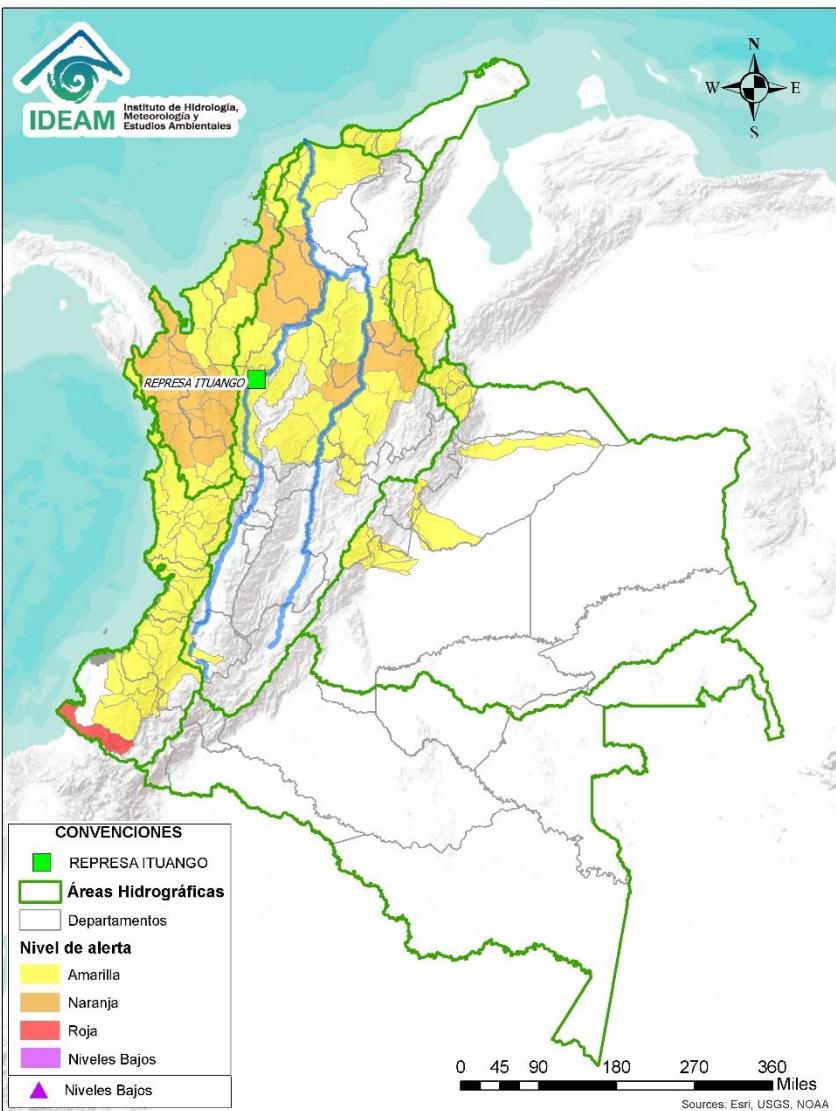 IDEAM
Instituto de Hidrología,
Meteorología y
Estudios Ambientales
N
W
E
S
REPRESA ITUANGO
CONVENCIONES
REPRESA ITUANGO
Áreas Hidrográficas
Departamentos
Nivel de alerta
Amarilla
Naranja
Roja
Niveles Bajos
Niveles Bajos
0 45 90 180 270 360
Miles
Sources: Esri, USGS, NOAA